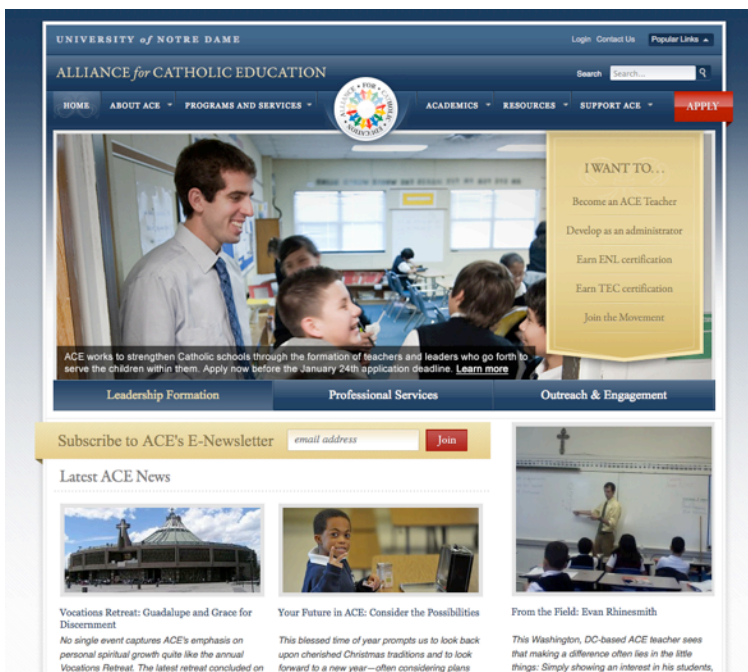 UNIVERSITY of NOTRE DAME
Login Contact Us Popular Links
ALLIANCE for CATHOLIC EDUCATION
Search Search...
HOME ABOUT ACE PROGRAMS AND SERVICES ACADEMICS RESOURCES SUPPORT ACE APPLY
ALLIANCE • FOR • CATHOLIC • EDUCATION •
I WANT TO...
Become an ACE Teacher
Develop as an administrator
Earn ENL certification
Earn TEC certification
Join the Movement
ACE works to strengthen Catholic schools through the formation of teachers and leaders who go forth to
serve the children within them. Apply now before the January 24th application deadline. Learn more
Leadership Formation Professional Services Outreach & Engagement
Subscribe to ACE's E-Newsletter email address Join
Latest ACE News
Vocations Retreat: Guadalupe and Grace for
Discernment
No single event captures ACE's emphasis on
personal spiritual growth quite like the annual
Vocations Retreat. The latest retreat concluded on
Your Future in ACE: Consider the Possibilities
This blessed time of year prompts us to look back
upon cherished Christmas traditions and to look
forward to a new year—often considering plans
From the Field: Evan Rhinesmith
This Washington, DC-based ACE teacher sees
that making a difference often lies in the little
things: Simply showing an interest in his students,